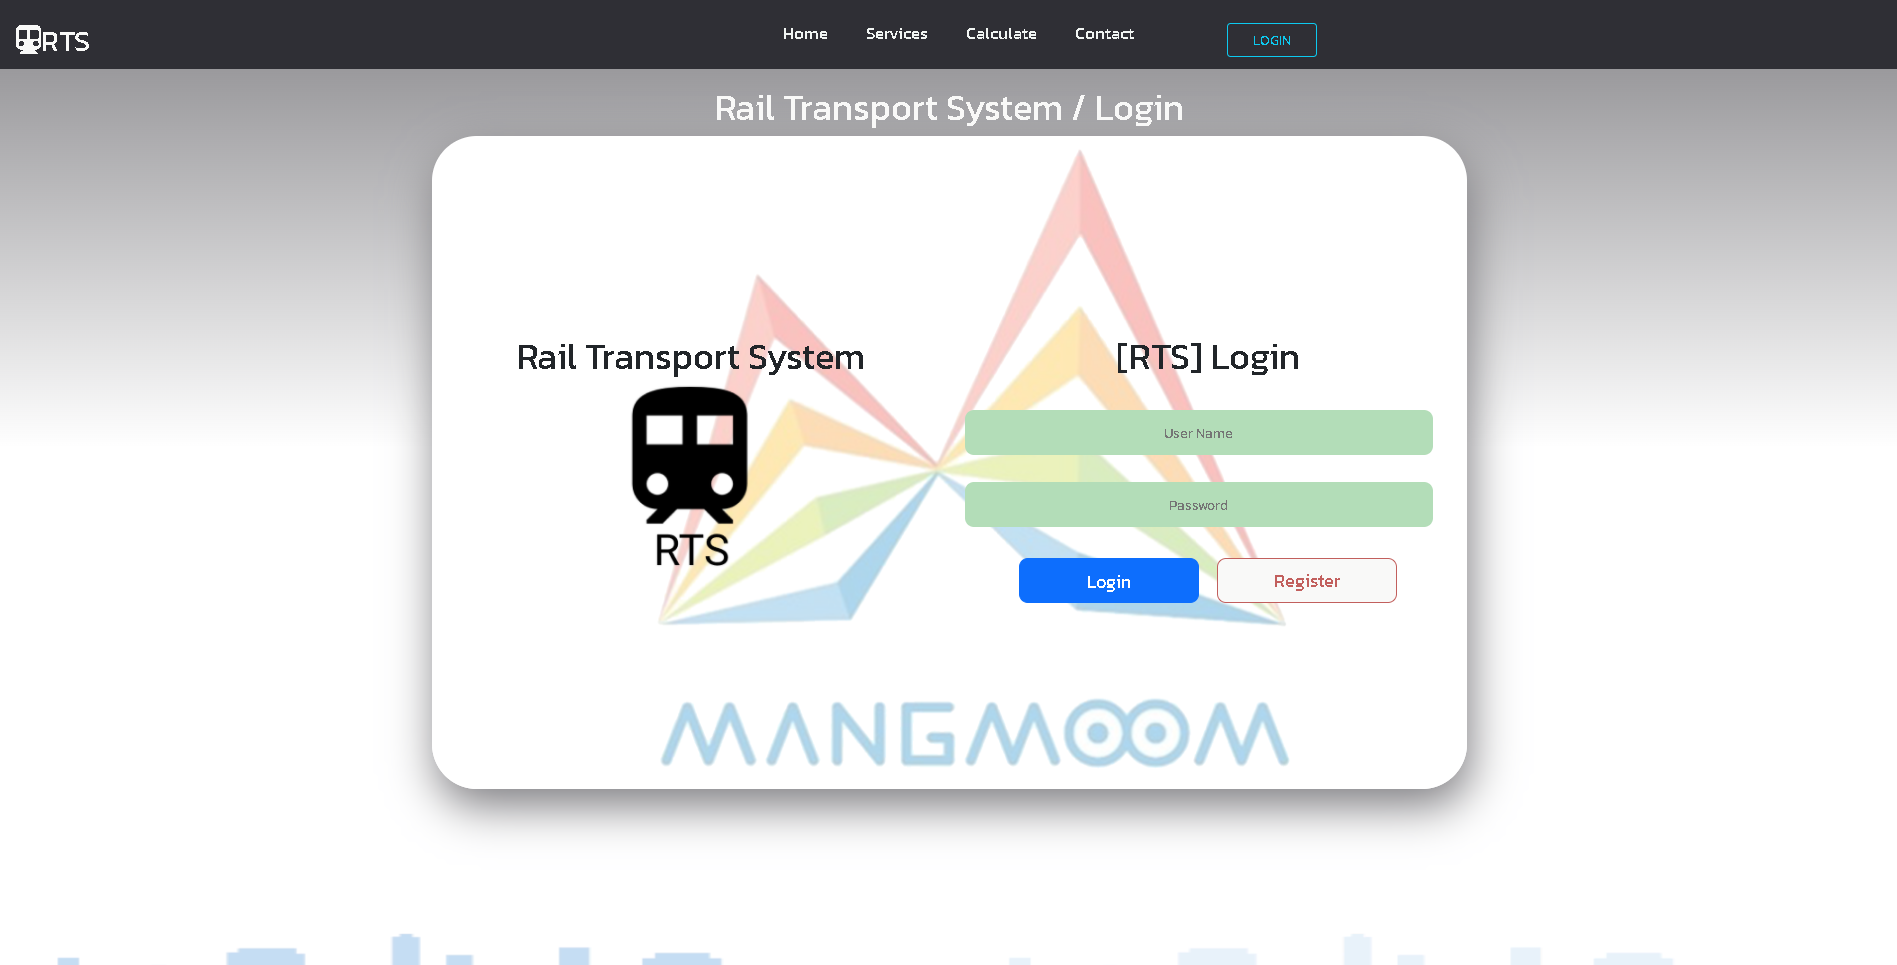 RTS
Home Services Calculate Contact LOGIN
Rail Transport System / Login
Rail Transport System
RTS
[RTS] Login
User Name
Password
Login Register
MANGMOOM